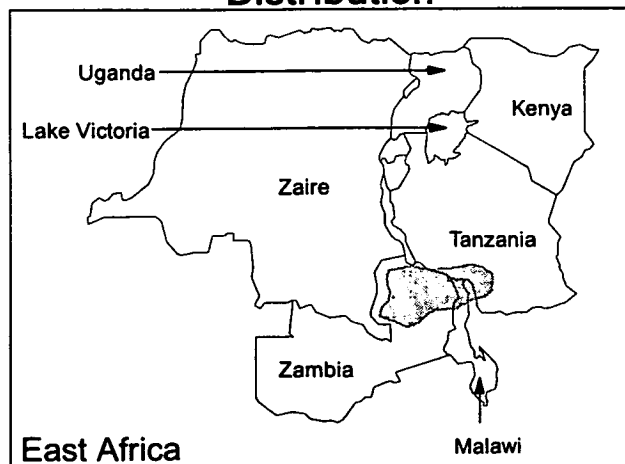 Distribution
Uganda
Kenya
Lake Victoria
Zaire
Tanzania
Zambia
East Africa
Malawi